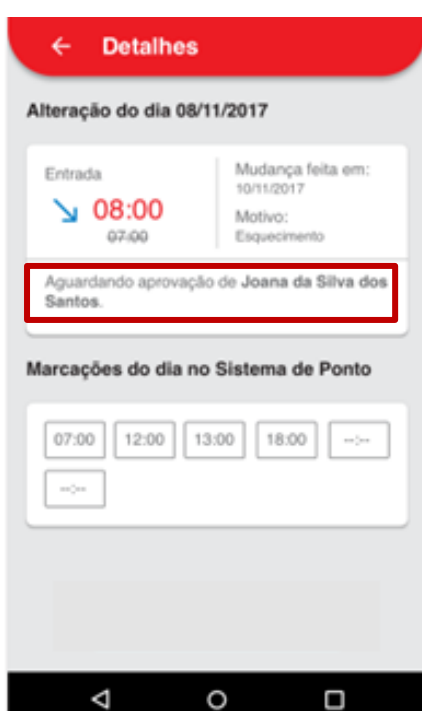 Detalhes
Alteração do dia 08/11/2017
Entrada
08:00
07:00
Mudança feita em:
10/11/2017
Motivo:
Esquecimento
Aguardando aprovação de Joana da Silva dos
Santos.
Marcações do dia no Sistema de Ponto
07:00 12:00 13:00 18:00 --:--
--:--